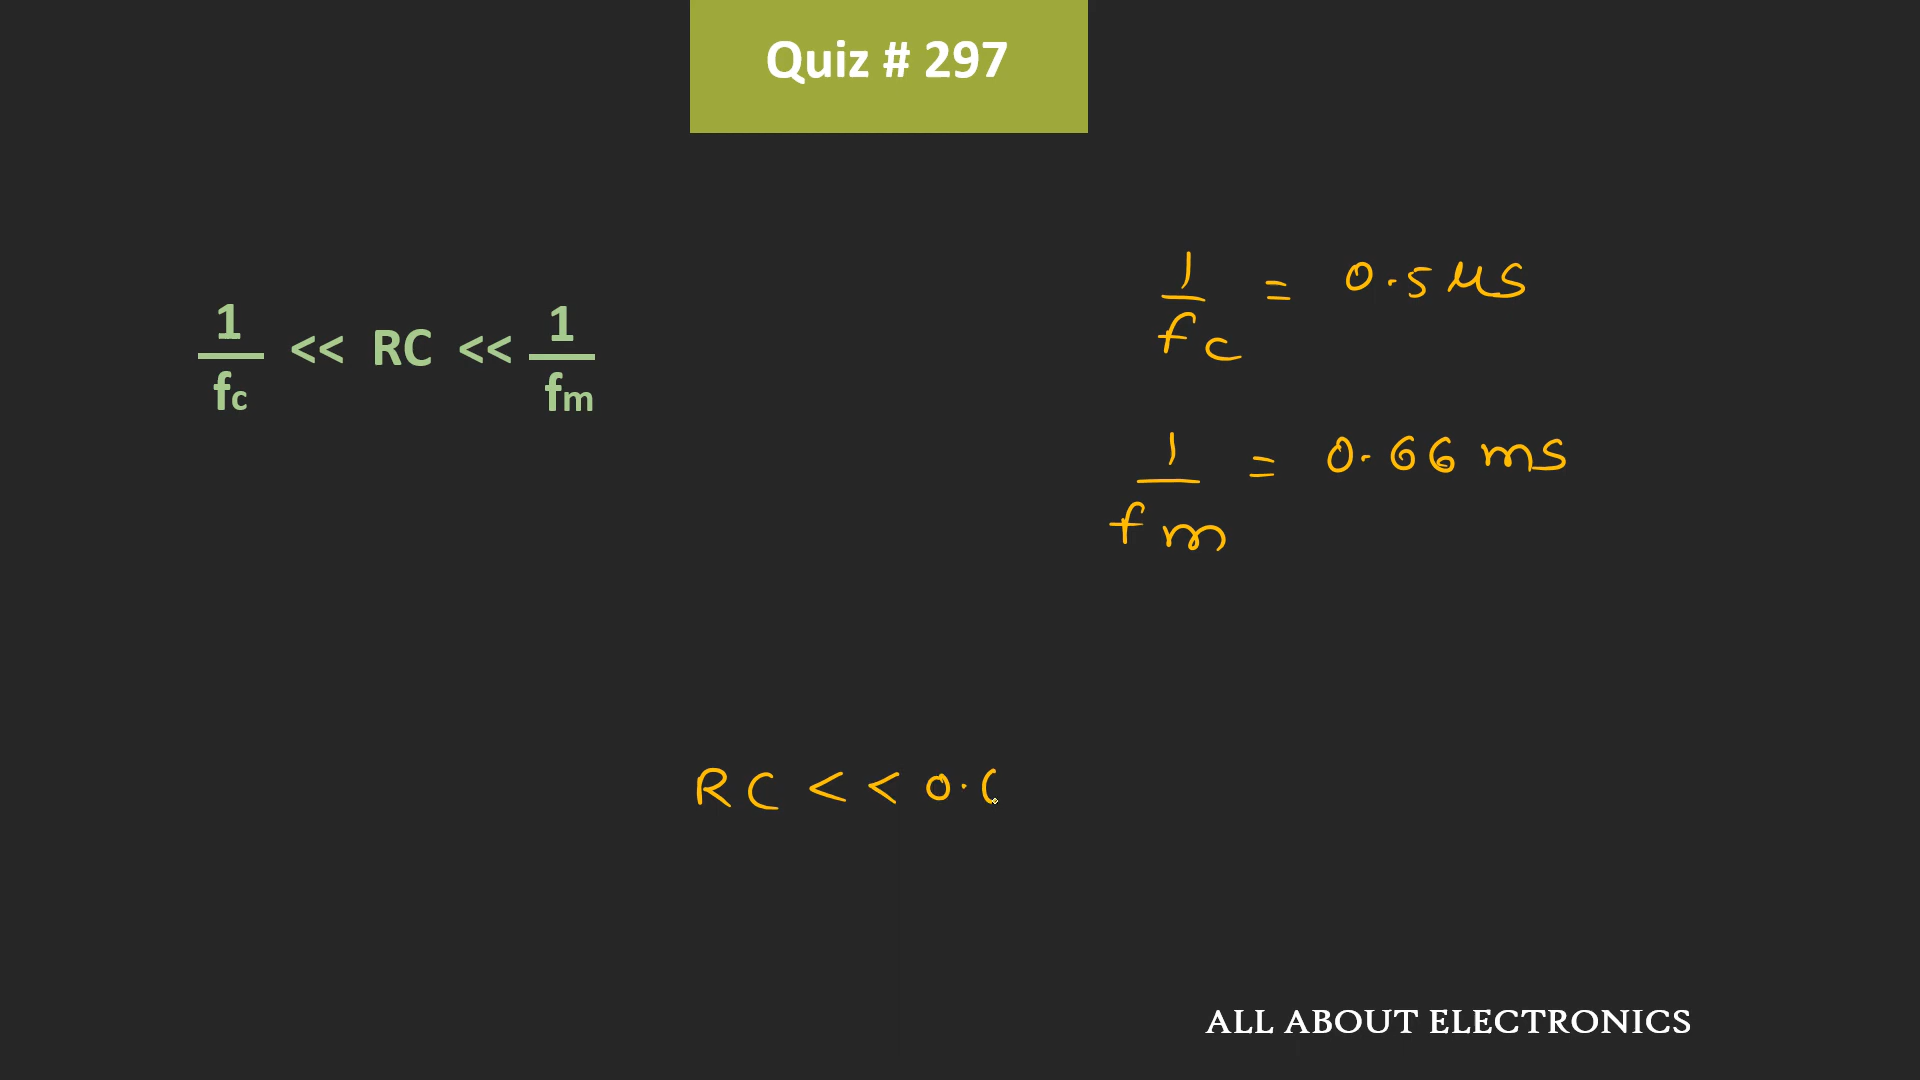 Quiz # 297
1/fc << RC << 1/fm
1/fc = 0.5 μs
1/fm = 0.66 ms
RC << 0.
ALL ABOUT ELECTRONICS